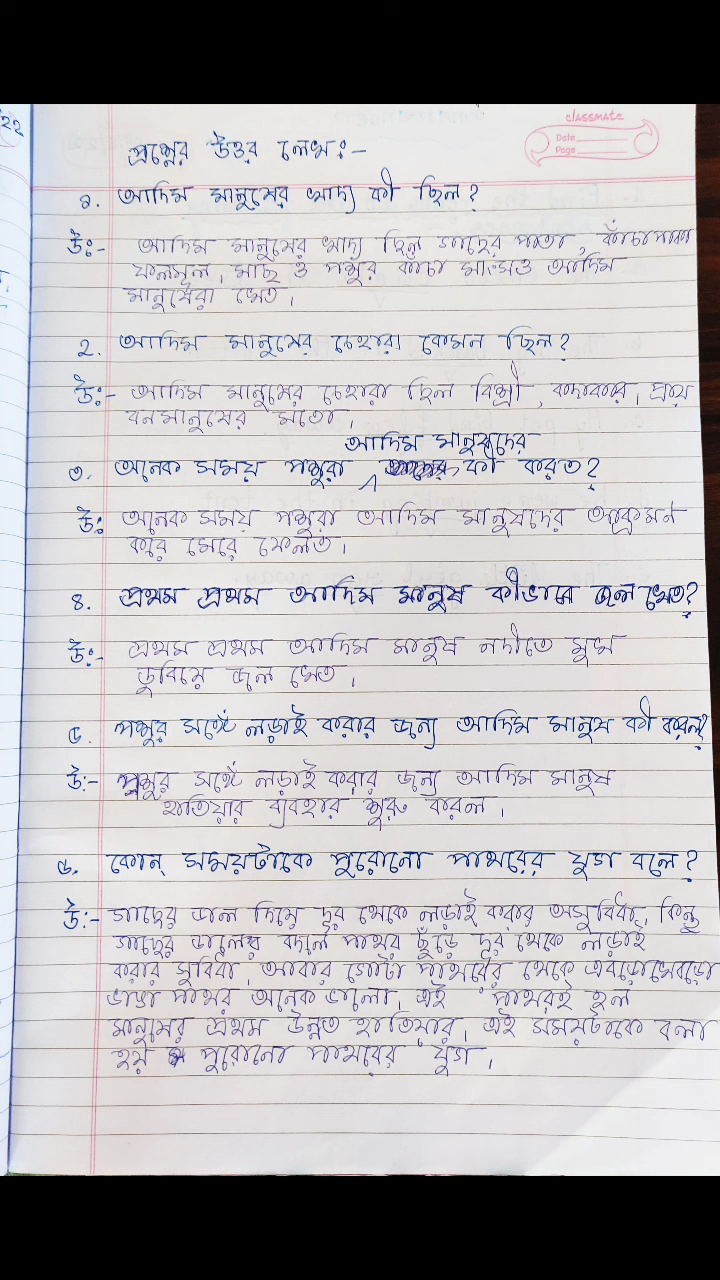 22
classmate
Date
Page
প্রশ্নের উত্তর লেখ:-
১. আদিম মানুষের খাদ্য কী ছিল?
উঃ- আদিম মানুষের খাদ্য ছিল গাছের পাতা, কাঁচাপাকা
ফলমূল, মাছ ও পশুর কাচা মাংসও আদিম
মানুষেরা খেত।
২. আদিম মানুষের চেহারা কেমন ছিল?
উঃ- আদিম মানুষের চেহারা ছিল বিশ্রী, কদাকার, প্রায়
বনমানুষের মতো।
আদিম মানুষদের
৩. অনেক সময় পশুরা কী করত?
উঃ অনেক সময় পশুরা আদিম মানুষদের আক্রমন
করে মেরে ফেলত।
৪. প্রথম প্রথম আদিম মানুষ কীভাবে জল খেত?
উঃ- প্রথম প্রথম আদিম মানুষ নদীতে মুখ
ডুবিয়ে জল খেত।
৫. পশুর সঙ্গে লড়াই করার জন্য আদিম মানুষ কী করল?
উঃ- পশুর সঙ্গে লড়াই করার জন্য আদিম মানুষ
হাতিয়ার ব্যবহার শুরু করল।
৬. কোন্ সময়টাকে পুরোনো পাথরের যুগ বলে?
উঃ- গাছের ডাল দিয়ে দূর থেকে লড়াই করার অসুবিধা, কিন্তু
গাছের ডালের বদলে পাথর ছুঁড়ে দূর থেকে লড়াই
করার সুবিধা, আবার গোটা পাথরের থেকে এবড়োখেবড়ো
ভাঙা পাথর অনেক ভালো, এই পাথরই হল
মানুষের প্রথম উন্নত হাতিয়ার, এই সময়টাকে বলা
হয় পুরোনো পাথরের যুগ।